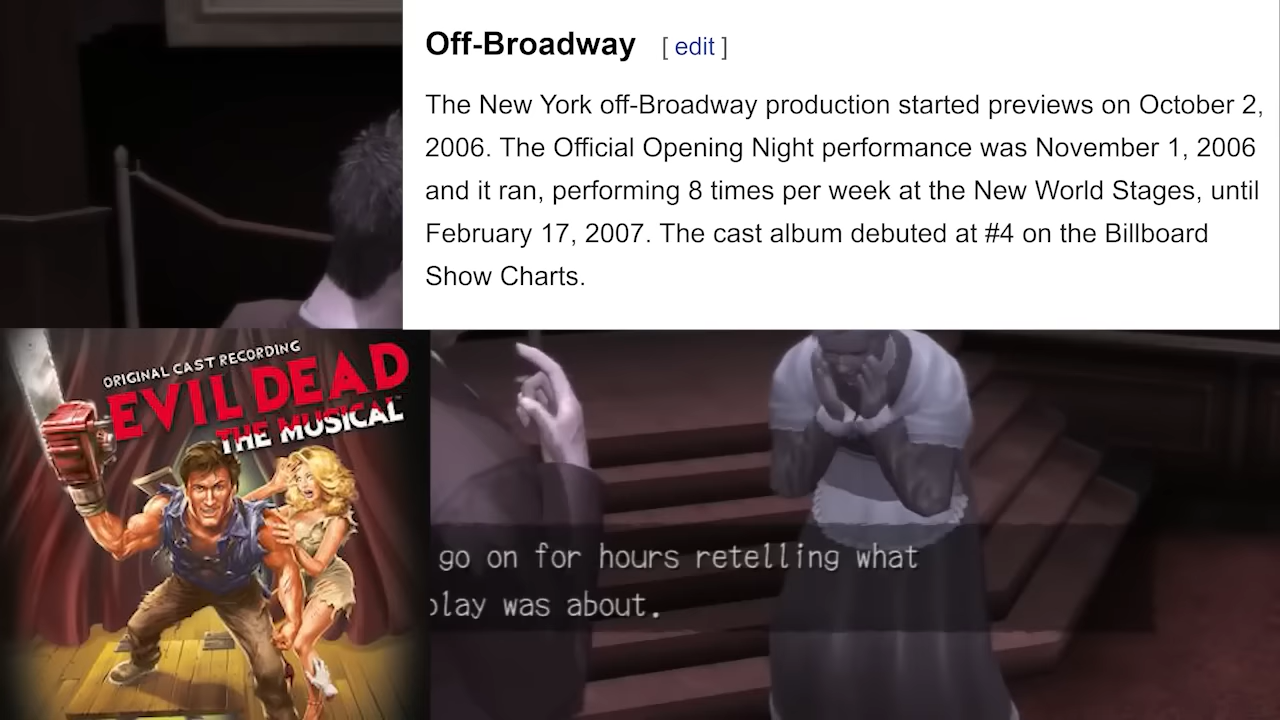 Off-Broadway [ edit ]
The New York off-Broadway production started previews on October 2,
2006. The Official Opening Night performance was November 1, 2006
and it ran, performing 8 times per week at the New World Stages, until
February 17, 2007. The cast album debuted at #4 on the Billboard
Show Charts.
ORIGINAL CAST RECORDING
EVIL DEAD
THE MUSICAL
go on for hours retelling what
play was about.